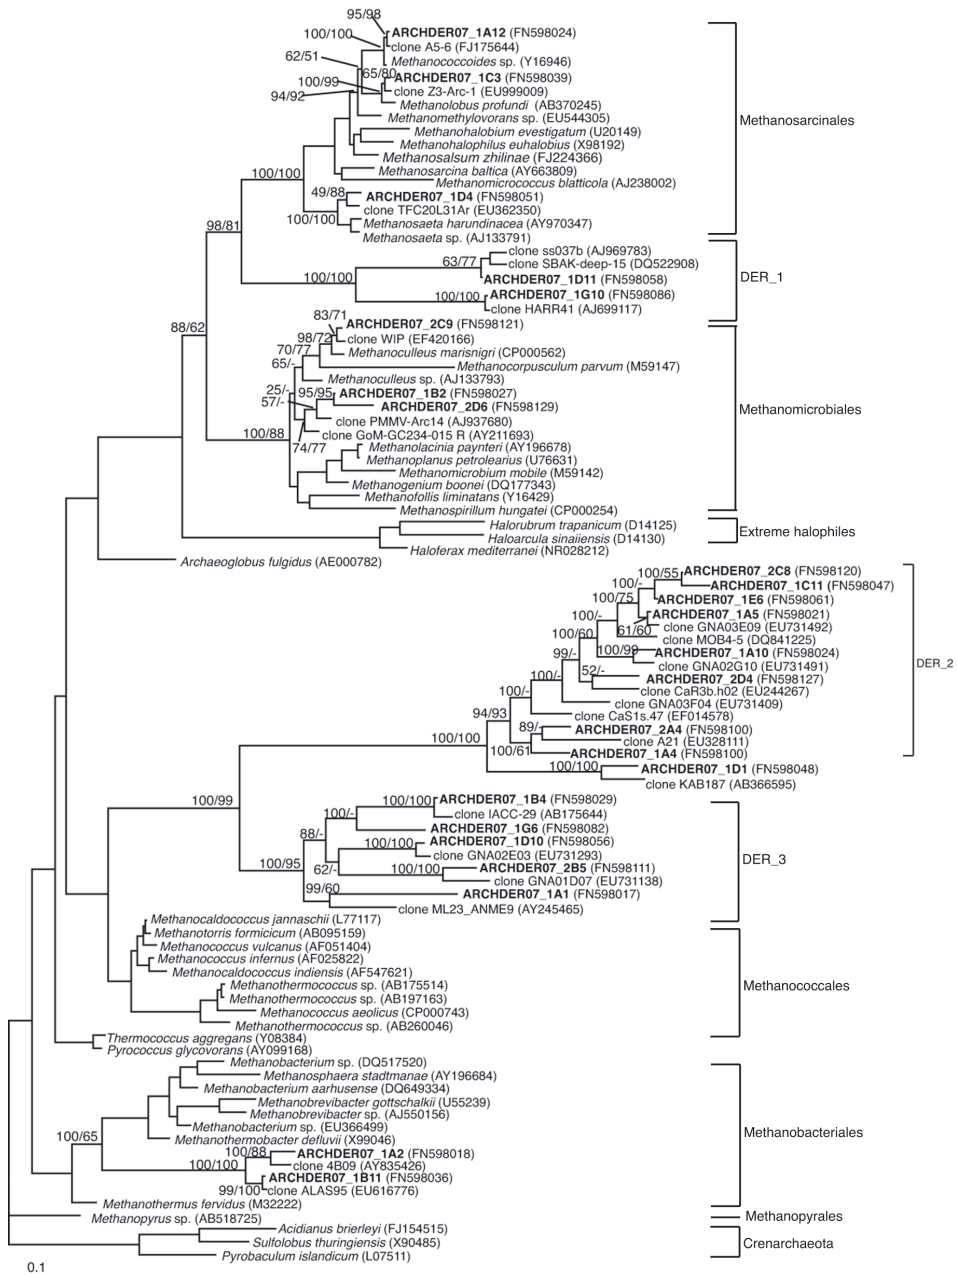 95/98
ARCHDER07_1A12 (FN598024)
100/100
clone A5-6 (FJ175644)
62/51
Methanococcoides sp. (Y16946)
65/80
ARCHDER07_1C3 (FN598039)
100/99
clone Z3-Arc-1 (EU999009)
94/92
Methanolobus profundi (AB370245)
Methanomethylovorans sp. (EU544305)
Methanosarcinales
Methanohalobium evestigatum (U20149)
Methanohalophilus euhalobius (X98192)
Methanosalsum zhilinae (FJ224366)
Methanosarcina baltica (AY663809)
100/100
Methanomicrococcus blatticola (AJ238002)
49/88
ARCHDER07_1D4 (FN598051)
clone TFC20L31Ar (EU362350)
100/100
Methanosaeta harundinacea (AY970347)
98/81
Methanosaeta sp. (AJ133791)
clone ss037b (AJ969783)
63/77
clone SBAK-deep-15 (DQ522908)
100/100
ARCHDER07_1D11 (FN598058)
DER_1
100/100
ARCHDER07_1G10 (FN598086)
clone HARR41 (AJ699117)
83/71
88/62
ARCHDER07_2C9 (FN598121)
98/72
clone WIP (EF420166)
70/77
Methanoculleus marisnigri (CP000562)
65/-
Methanocorpusculum parvum (M59147)
Methanoculleus sp. (AJ133793)
25/-
95/95
ARCHDER07_1B2 (FN598027)
57/-
ARCHDER07_2D6 (FN598129)
Methanomicrobiales
clone PMMV-Arc14 (AJ937680)
100/88
clone GoM-GC234-015 R (AY211693)
74/77
Methanolacinia paynteri (AY196678)
Methanoplanus petrolearius (U76631)
Methanomicrobium mobile (M59142)
Methanogenium boonei (DQ177343)
Methanofollis liminatans (Y16429)
Methanospirillum hungatei (CP000254)
Halorubrum trapanicum (D14125)
Extreme halophiles
Haloarcula sinaiiensis (D14130)
Haloferax mediterranei (NR028212)
Archaeoglobus fulgidus (AE000782)
100/55
ARCHDER07_2C8 (FN598120)
100/-
ARCHDER07_1C11 (FN598047)
100/75
ARCHDER07_1E6 (FN598061)
100/-
ARCHDER07_1A5 (FN598021)
61/60
clone GNA03E09 (EU731492)
100/60
clone MOB4-5 (DQ841225)
100/99
ARCHDER07_1A10 (FN598024)
99/-
clone GNA02G10 (EU731491)
DER_2
52/-
ARCHDER07_2D4 (FN598127)
100/-
clone CaR3b.h02 (EU244267)
100/-
clone GNA03F04 (EU731409)
94/93
clone CaS1s.47 (EF014578)
89/-
ARCHDER07_2A4 (FN598100)
100/100
clone A21 (EU328111)
100/61
ARCHDER07_1A4 (FN598100)
100/100
ARCHDER07_1D1 (FN598048)
clone KAB187 (AB366595)
100/99
100/100
ARCHDER07_1B4 (FN598029)
100/-
clone IACC-29 (AB175644)
88/-
ARCHDER07_1G6 (FN598082)
100/100
ARCHDER07_1D10 (FN598056)
clone GNA02E03 (EU731293)
DER_3
100/95
62/-
100/100
ARCHDER07_2B5 (FN598111)
clone GNA01D07 (EU731138)
99/60
ARCHDER07_1A1 (FN598017)
clone ML23_ANME9 (AY245465)
Methanocaldococcus jannaschii (L77117)
Methanotorris formicicum (AB095159)
Methanococcus vulcanus (AF051404)
Methanococcus infernus (AF025822)
Methanocaldococcus indiensis (AF547621)
Methanothermococcus sp. (AB175514)
Methanococcales
Methanothermococcus sp. (AB197163)
Methanococcus aeolicus (CP000743)
Methanothermococcus sp. (AB260046)
Thermococcus aggregans (Y08384)
Pyrococcus glycovorans (AY099168)
Methanobacterium sp. (DQ517520)
Methanosphaera stadtmanae (AY196684)
Methanobacterium aarhusense (DQ649334)
Methanobrevibacter gottschalkii (U55239)
Methanobrevibacter sp. (AJ550156)
Methanobacterium sp. (EU366499)
Methanobacteriales
100/65
Methanothermobacter defluvii (X99046)
100/88
ARCHDER07_1A2 (FN598018)
100/100
clone 4B09 (AY835426)
ARCHDER07_1B11 (FN598036)
99/100
clone ALAS95 (EU616776)
Methanothermus fervidus (M32222)
Methanopyrus sp. (AB518725)
Methanopyrales
Acidianus brierleyi (FJ154515)
Sulfolobus thuringiensis (X90485)
Crenarchaeota
Pyrobaculum islandicum (L07511)
0.1